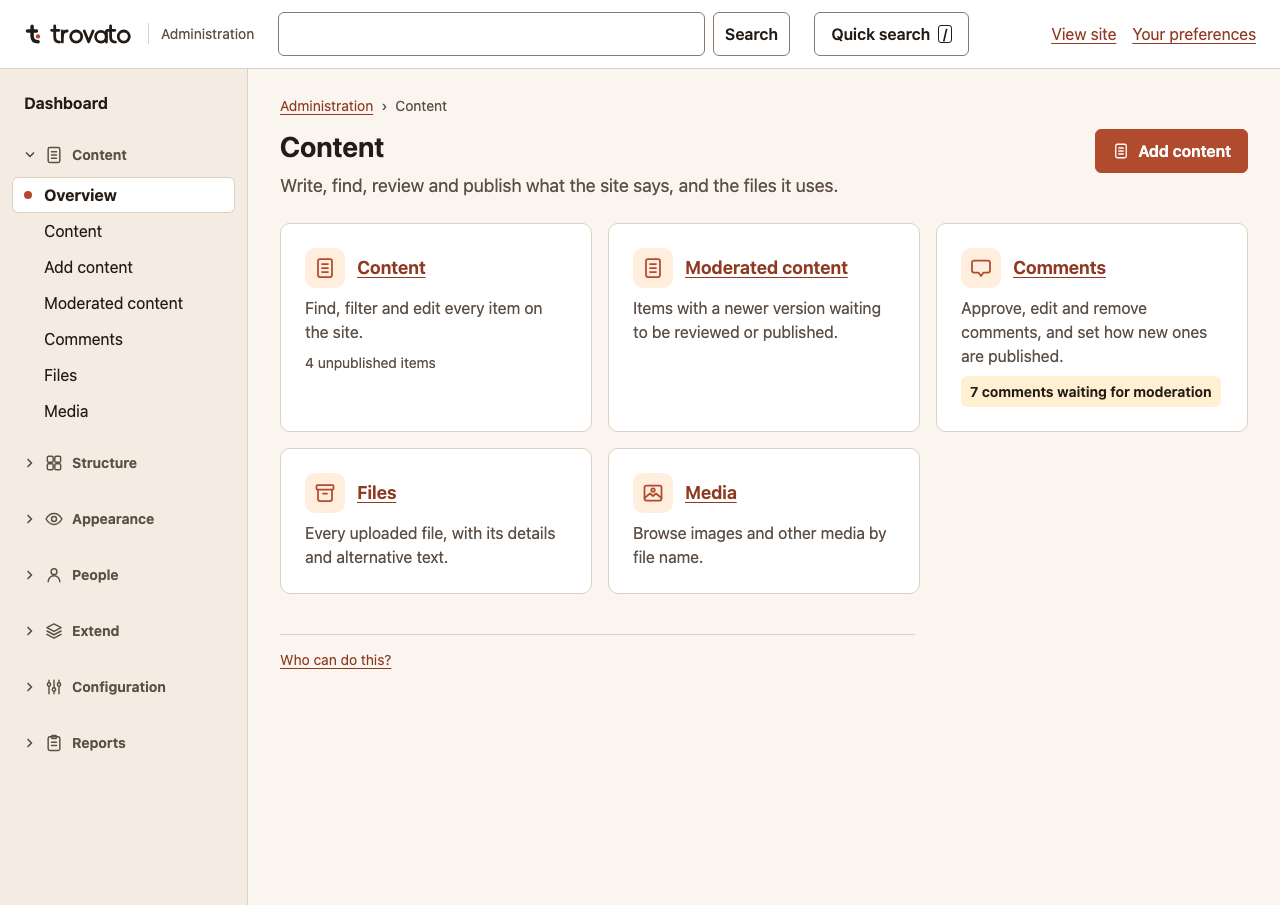 trovato
Administration
Search
Quick search /
View site
Your preferences
Dashboard
Content
Overview
Content
Add content
Moderated content
Comments
Files
Media
Structure
Appearance
People
Extend
Configuration
Reports
Administration › Content
Content
Add content
Write, find, review and publish what the site says, and the files it uses.
Content
Find, filter and edit every item on
the site.
4 unpublished items
Moderated content
Items with a newer version waiting
to be reviewed or published.
Comments
Approve, edit and remove
comments, and set how new ones
are published.
7 comments waiting for moderation
Files
Every uploaded file, with its details
and alternative text.
Media
Browse images and other media by
file name.
Who can do this?